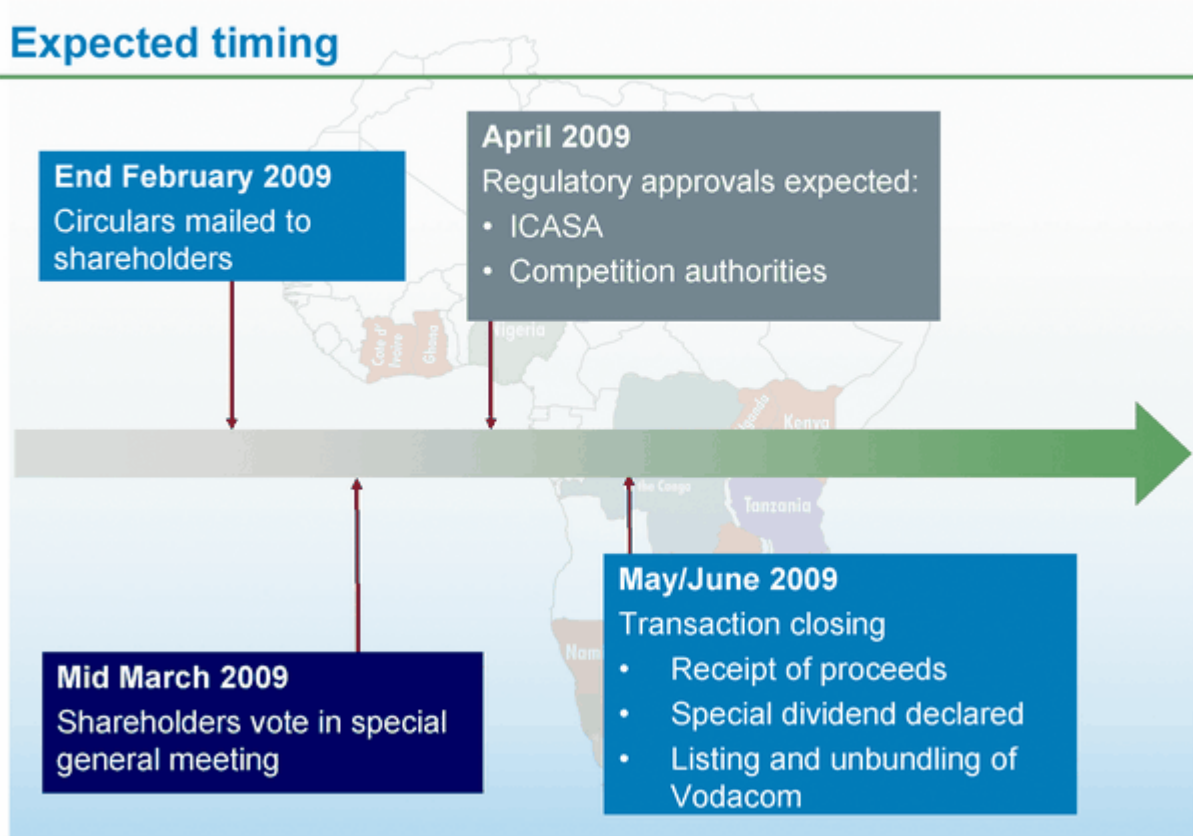 Expected timing
End February 2009
Circulars mailed to
shareholders
April 2009
Regulatory approvals expected:
• ICASA
• Competition authorities
Cote d'
Ivoire
Ghana
Kenya
Tanzania
Mid March 2009
Shareholders vote in special
general meeting
May/June 2009
Transaction closing
• Receipt of proceeds
• Special dividend declared
• Listing and unbundling of
Vodacom